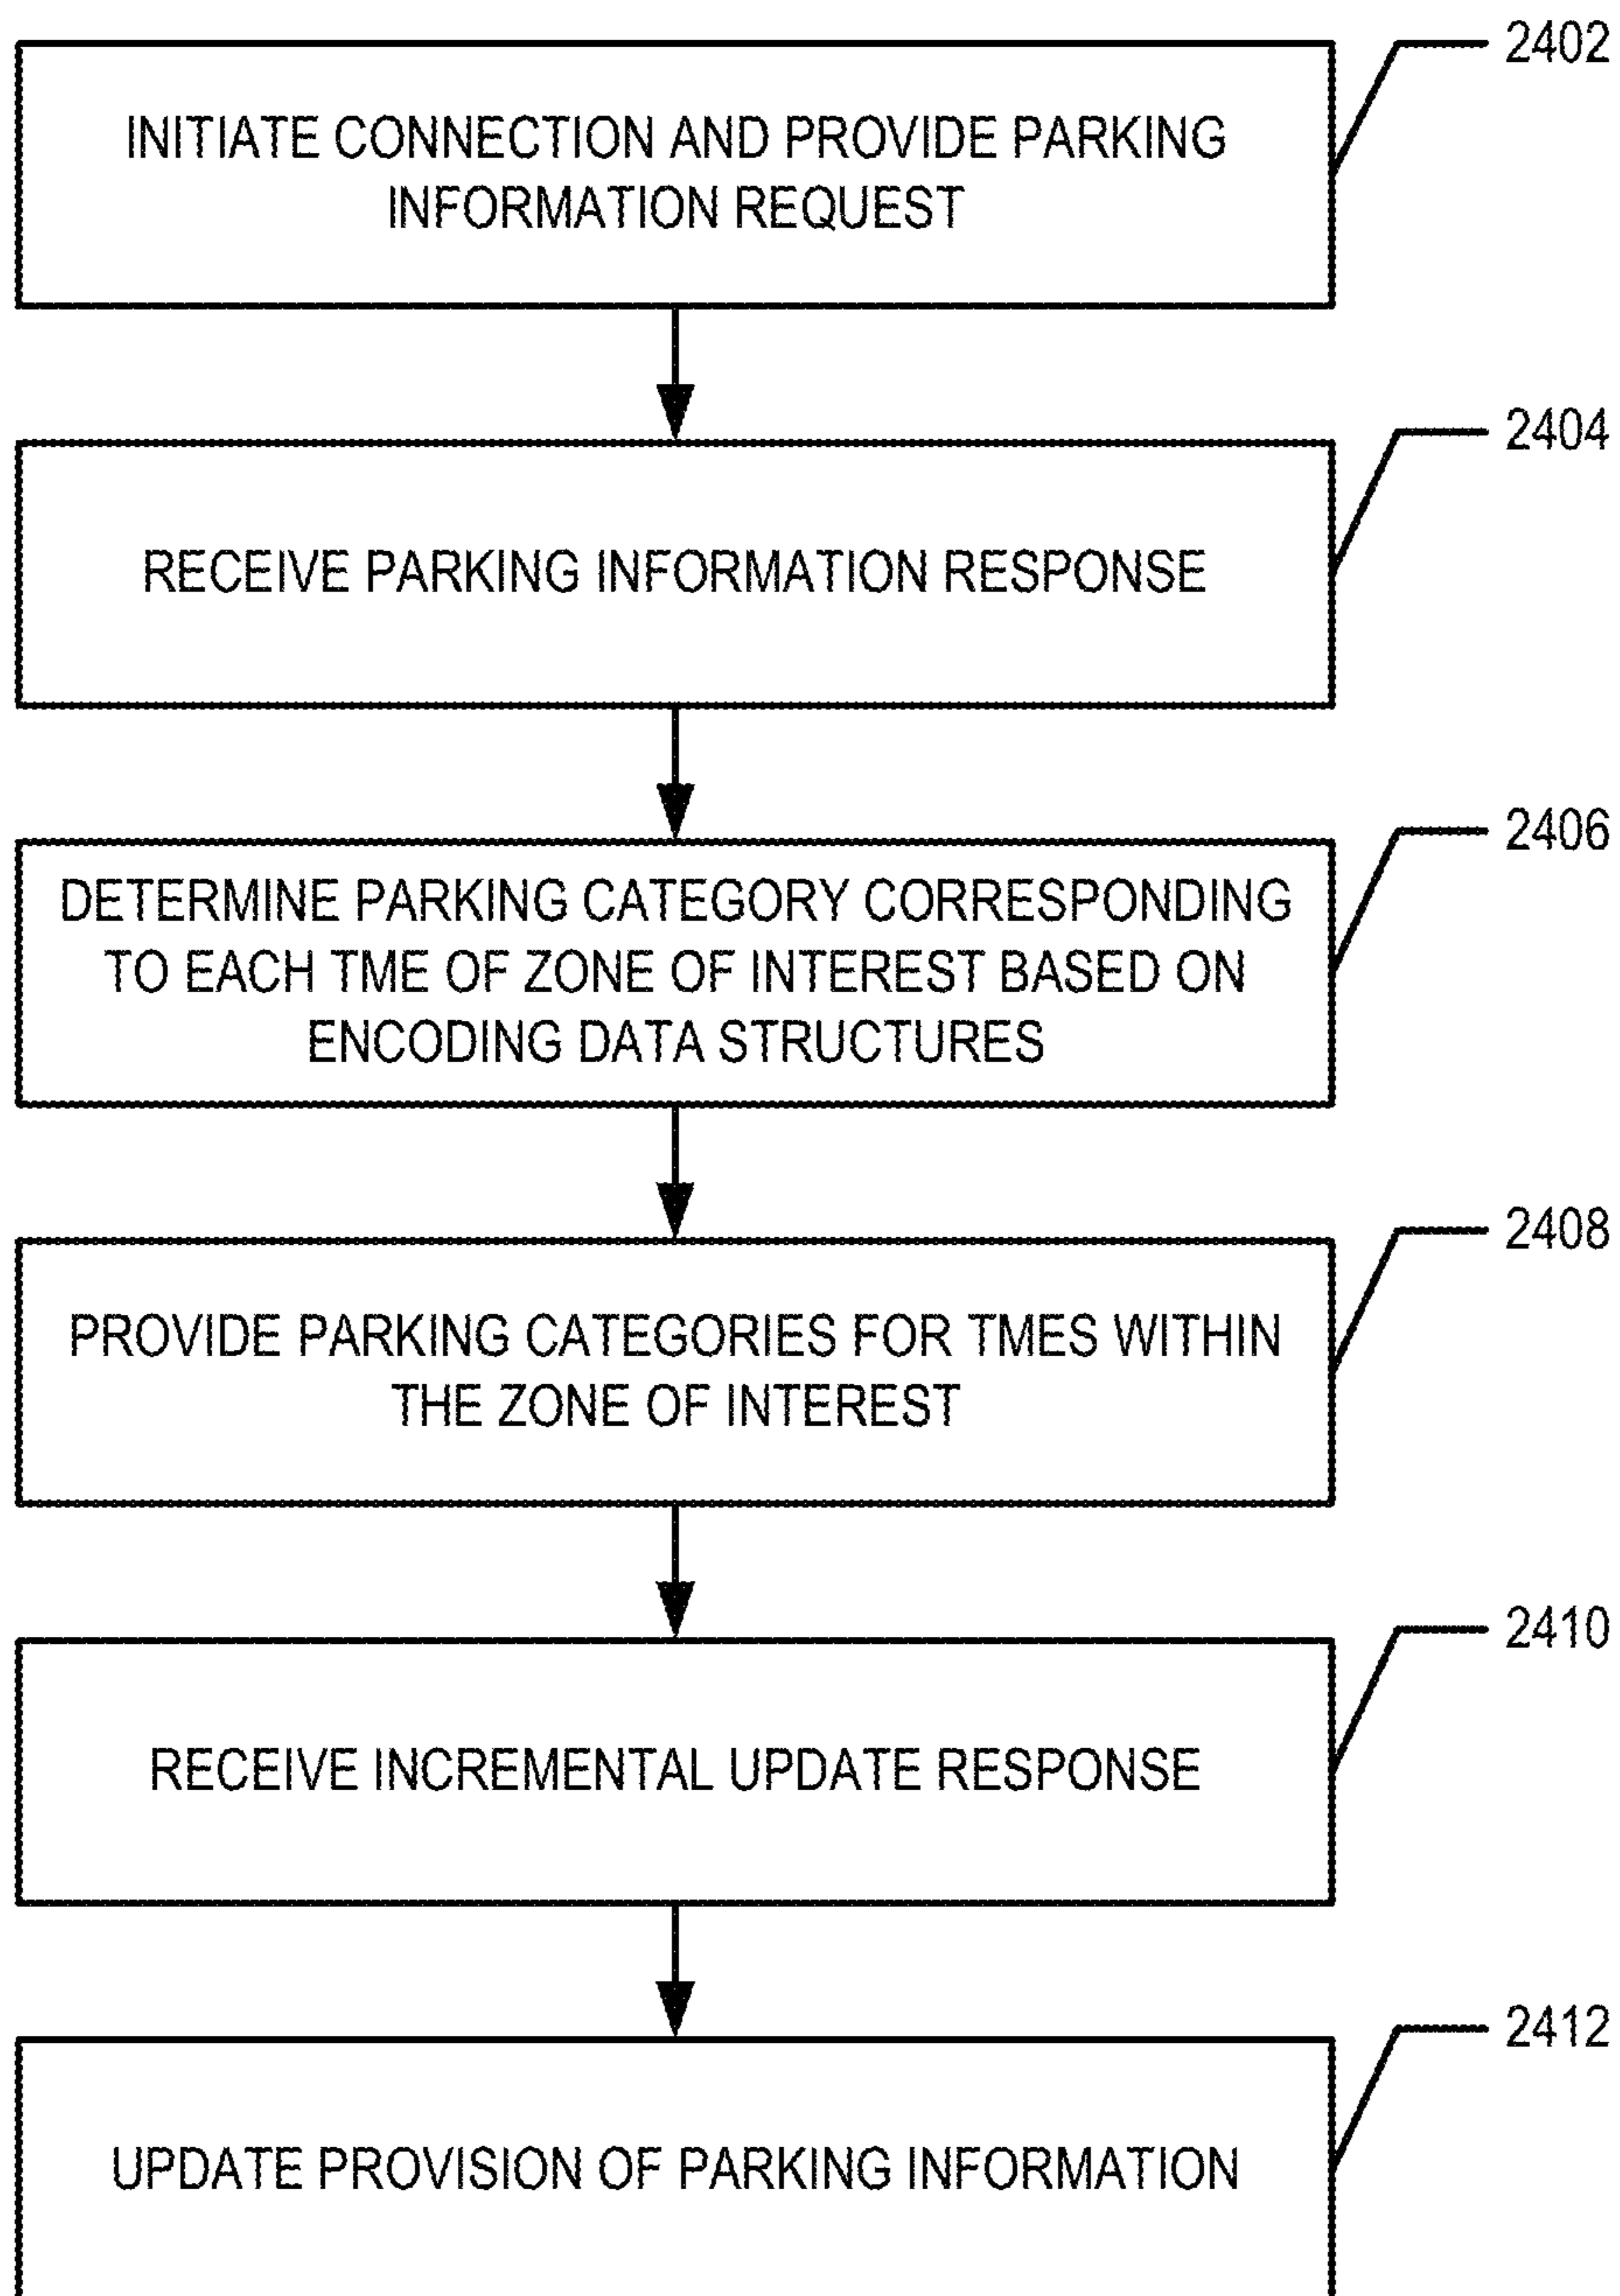 2402
INITIATE CONNECTION AND PROVIDE PARKING
INFORMATION REQUEST
2404
RECEIVE PARKING INFORMATION RESPONSE
2406
DETERMINE PARKING CATEGORY CORRESPONDING
TO EACH TME OF ZONE OF INTEREST BASED ON
ENCODING DATA STRUCTURES
2408
PROVIDE PARKING CATEGORIES FOR TMES WITHIN
THE ZONE OF INTEREST
2410
RECEIVE INCREMENTAL UPDATE RESPONSE
2412
UPDATE PROVISION OF PARKING INFORMATION